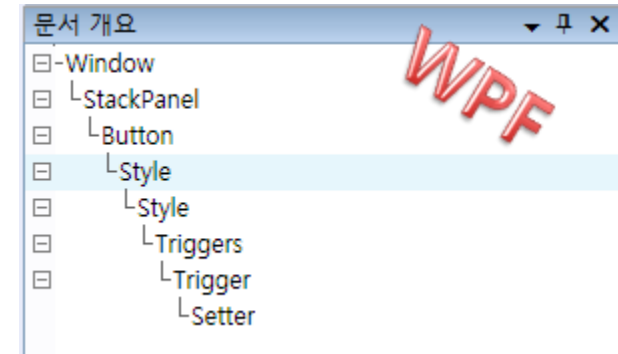 문서 개요
WPF
Window
StackPanel
Button
Style
Style
Triggers
Trigger
Setter